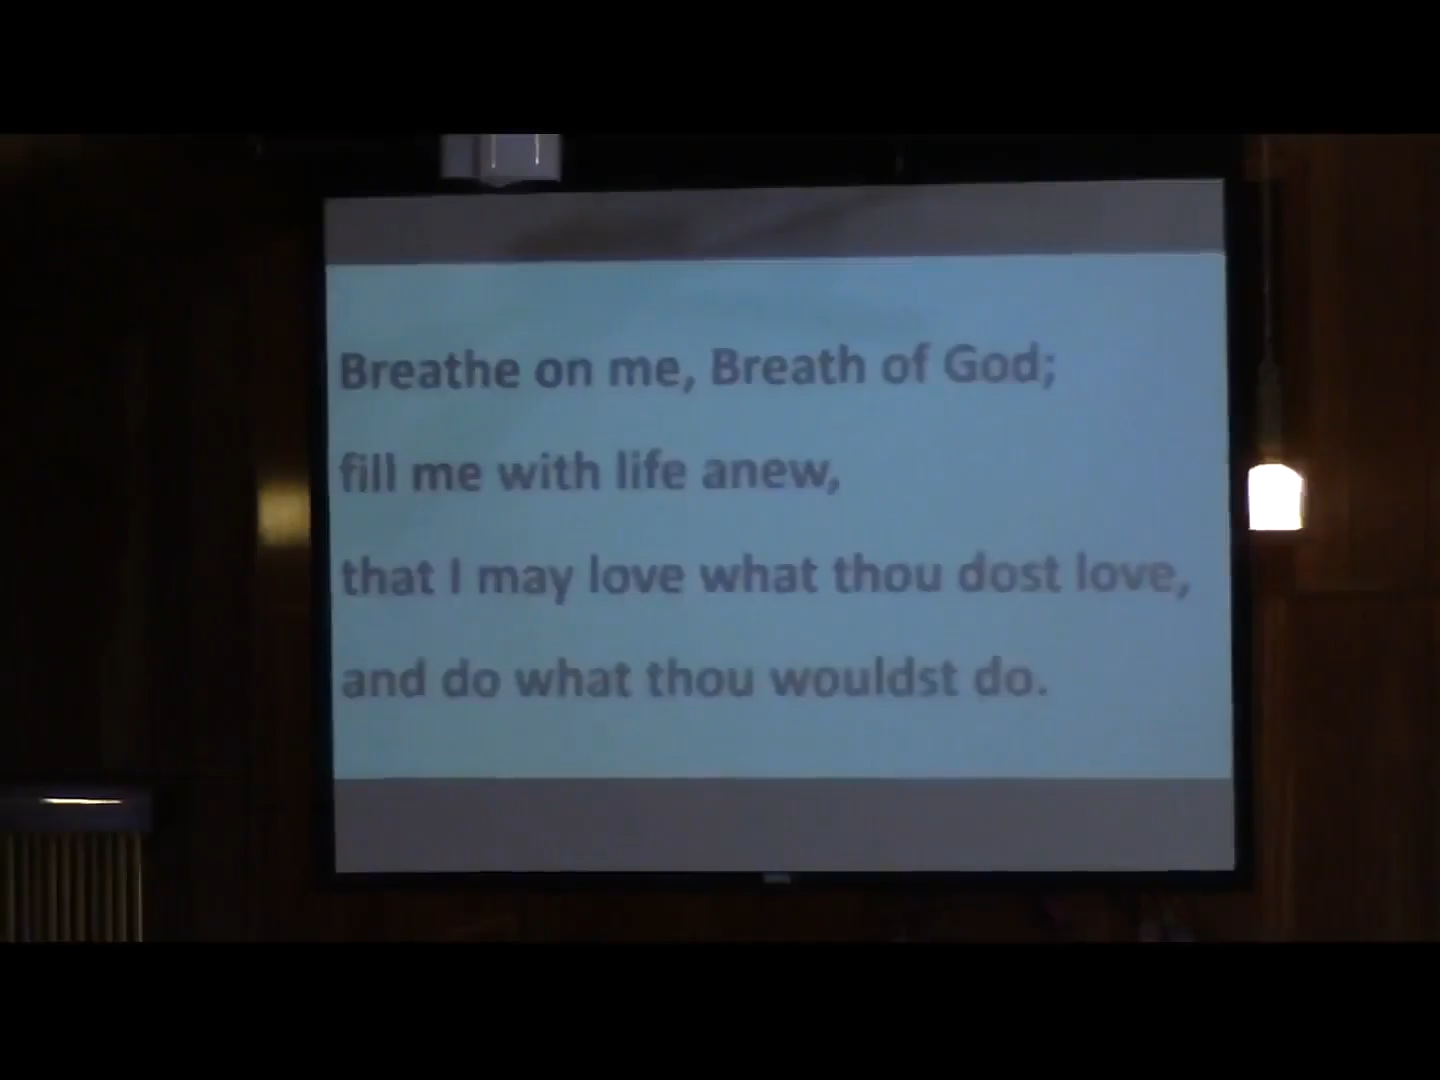 Breathe on me, Breath of God;
fill me with life anew,
that I may love what thou dost love,
and do what thou wouldst do.